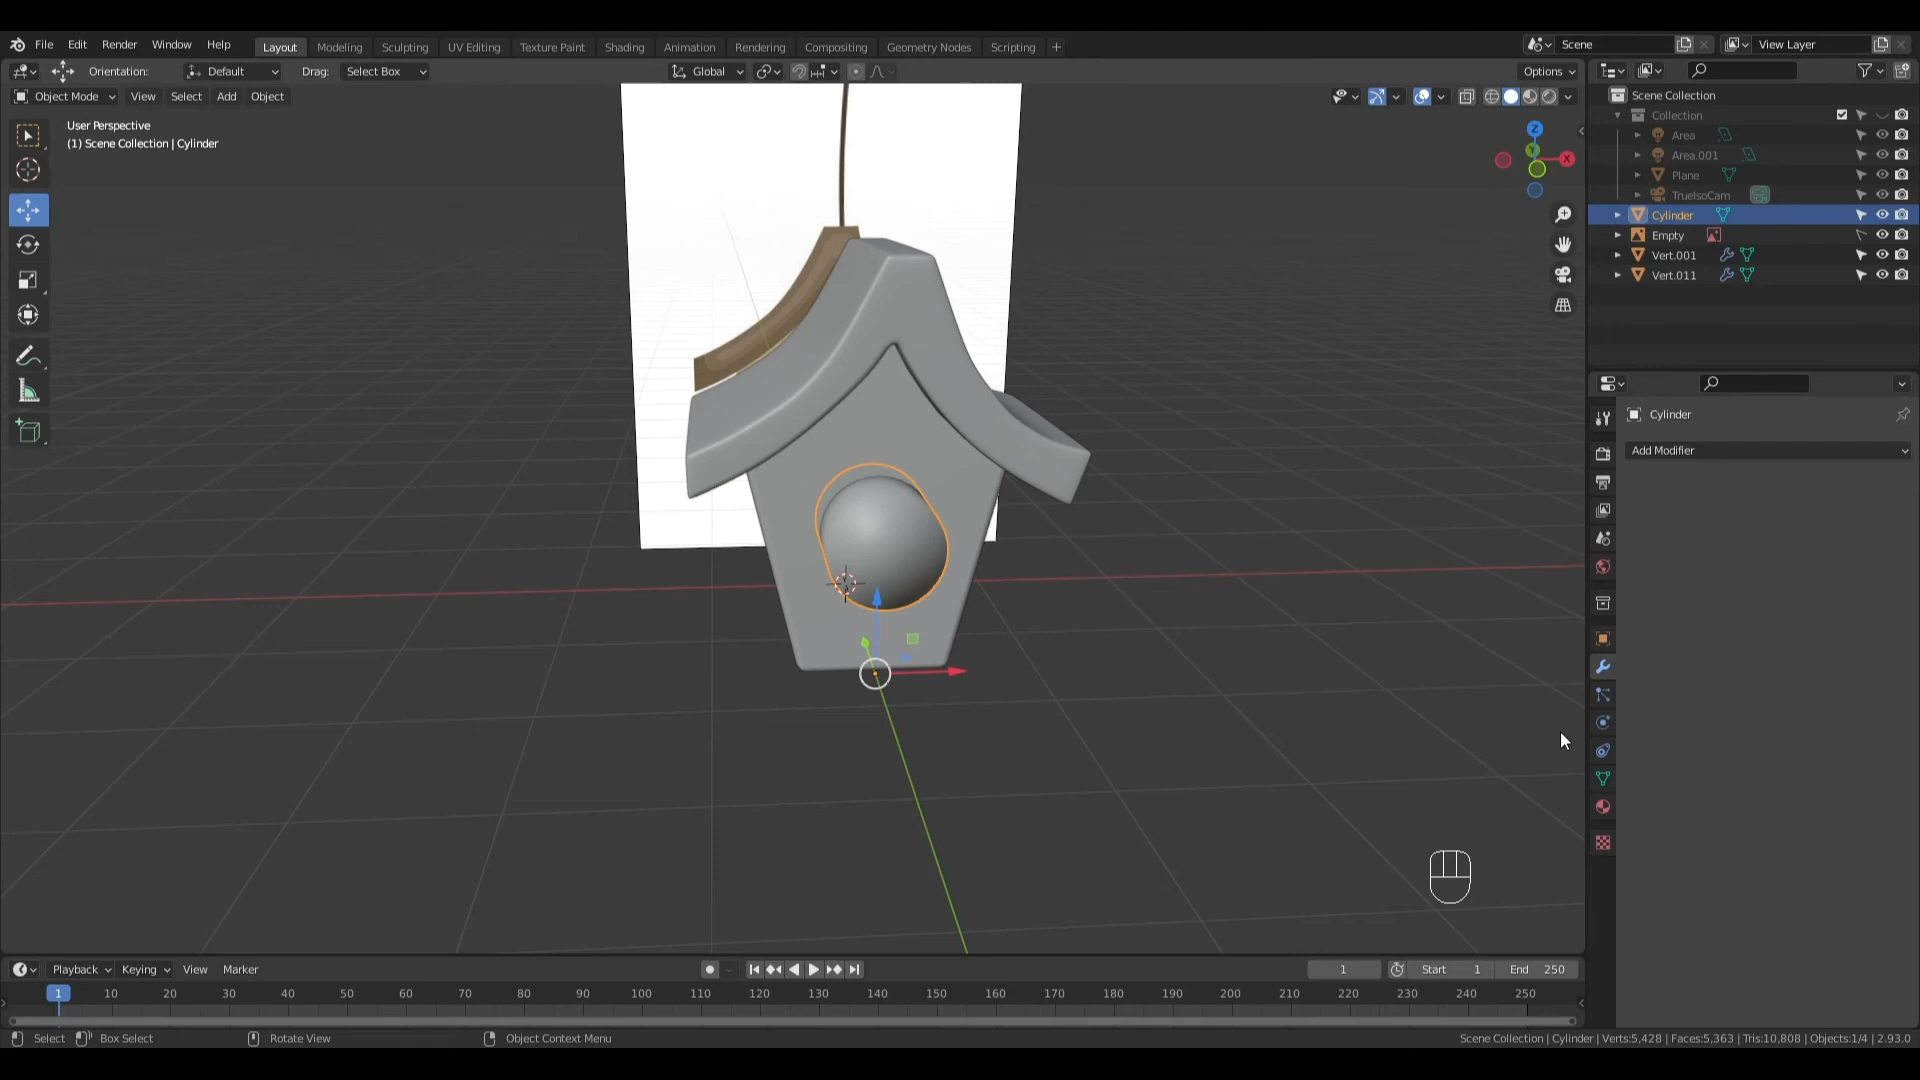 File Edit Render Window Help Layout Modeling Sculpting UV Editing Texture Paint Shading Animation Rendering Compositing Geometry Nodes Scripting + Scene View Layer
Orientation: Default Drag: Select Box Global Options
Object Mode View Select Add Object
Scene Collection
User Perspective
(1) Scene Collection | Cylinder
Collection
Area
Area.001
Plane
TrueIsoCam
Cylinder
Empty
Vert.001
Vert.011
Z
Y
X
Cylinder
Add Modifier
Playback Keying View Marker 1 Start 1 End 250
1 10 20 30 40 50 60 70 80 90 100 110 120 130 140 150 160 170 180 190 200 210 220 230 240 250
Select Box Select Rotate View Object Context Menu Scene Collection | Cylinder | Verts:5,428 | Faces:5,363 | Tris:10,808 | Objects:1/4 | 2.93.0